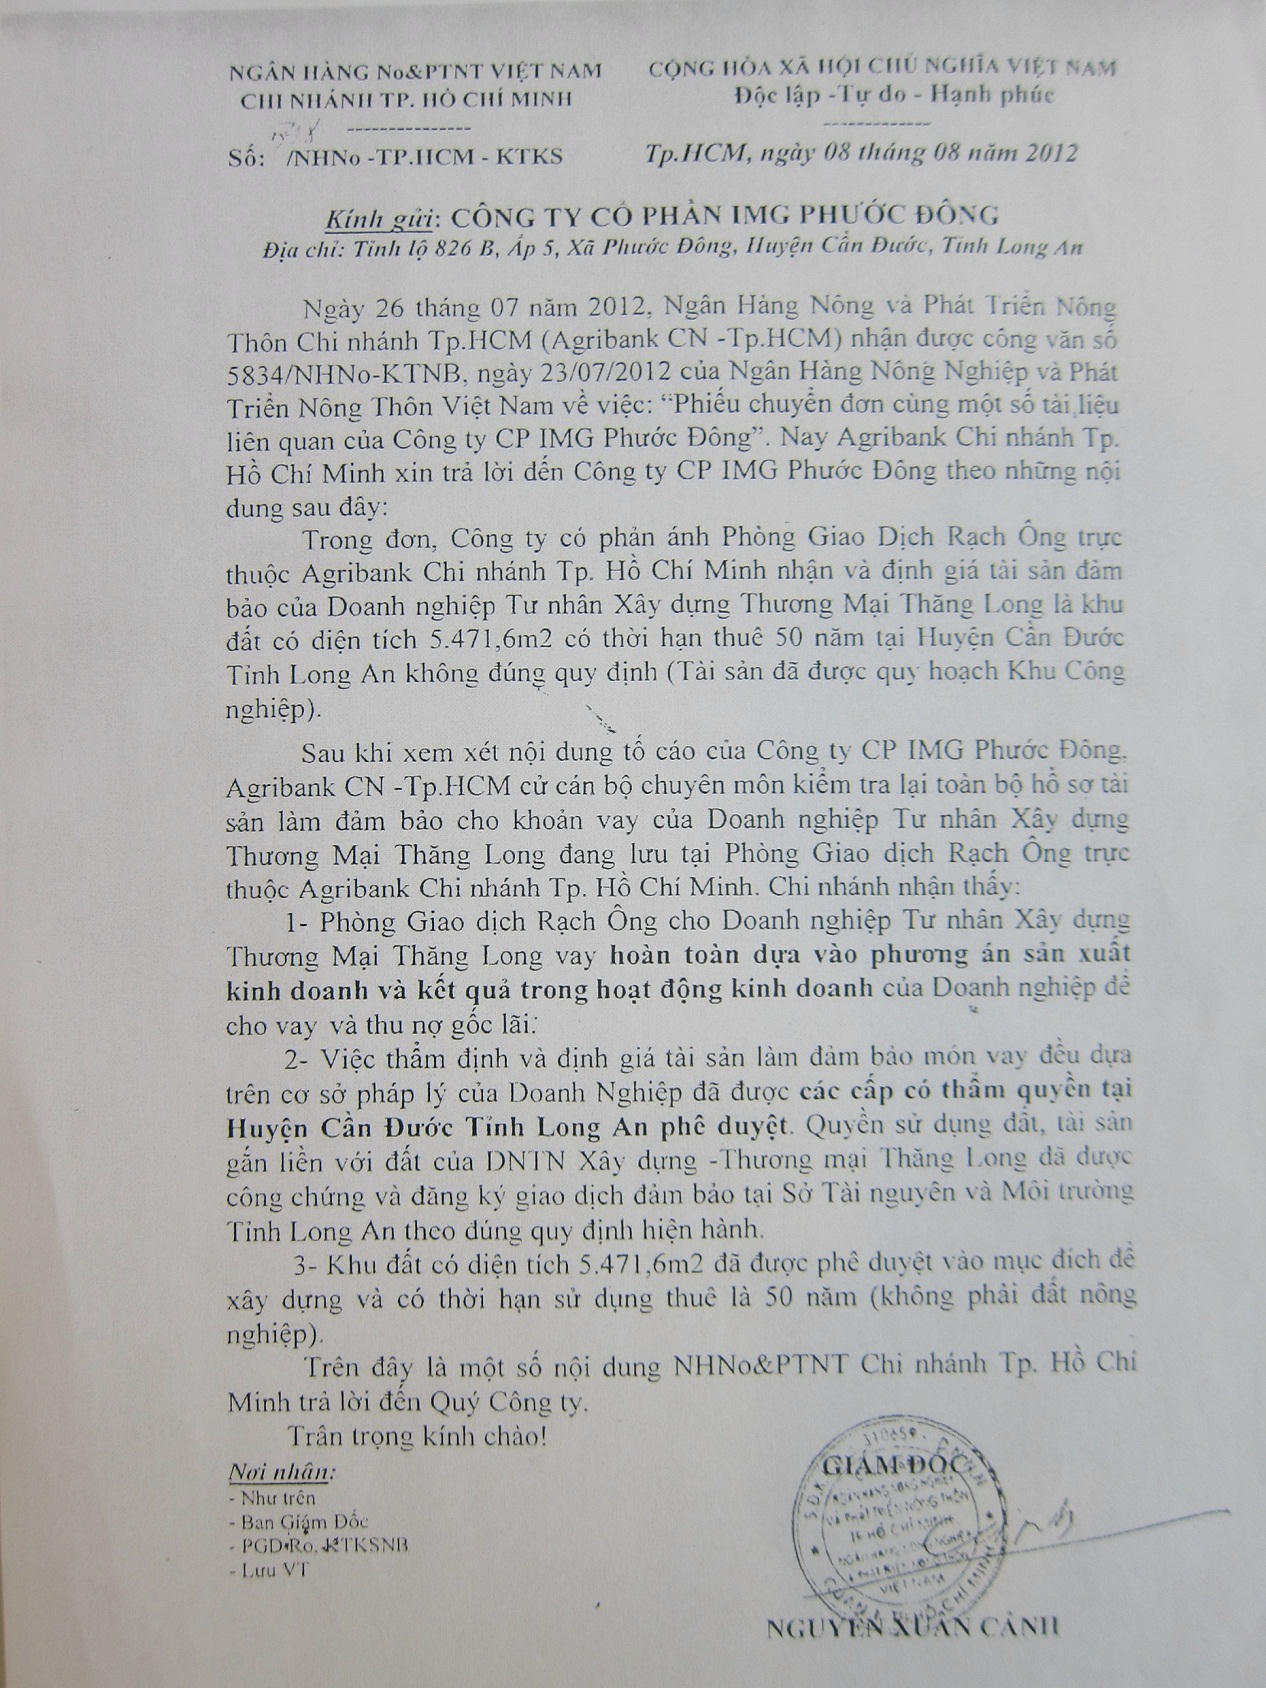 NGÂN HÀNG No&PTNT VIỆT NAM
CHI NHÁNH TP. HỒ CHÍ MINH
Số: /NHNo -TP.HCM - KTKS
CỘNG HÒA XÃ HỘI CHỦ NGHĨA VIỆT NAM
Độc lập -Tự do - Hạnh phúc
Tp.HCM, ngày 08 tháng 08 năm 2012
Kính gửi: CÔNG TY CỔ PHẦN IMG PHƯỚC ĐÔNG
Địa chỉ: Tỉnh lộ 826 B, Ấp 5, Xã Phước Đông, Huyện Cần Đước, Tỉnh Long An
Ngày 26 tháng 07 năm 2012, Ngân Hàng Nông và Phát Triển Nông
Thôn Chi nhánh Tp.HCM (Agribank CN -Tp.HCM) nhận được công văn số
5834/NHNo-KTNB, ngày 23/07/2012 của Ngân Hàng Nông Nghiệp và Phát
Triển Nông Thôn Việt Nam về việc: “Phiếu chuyển đơn cùng một số tài liệu
liên quan của Công ty CP IMG Phước Đông”. Nay Agribank Chi nhánh Tp.
Hồ Chí Minh xin trả lời đến Công ty CP IMG Phước Đông theo những nội
dung sau đây:
Trong đơn, Công ty có phản ánh Phòng Giao Dịch Rạch Ông trực
thuộc Agribank Chi nhánh Tp. Hồ Chí Minh nhận và định giá tài sản đảm
bảo của Doanh nghiệp Tư nhân Xây dựng Thương Mại Thăng Long là khu
đất có diện tích 5.471,6m2 có thời hạn thuê 50 năm tại Huyện Cần Đước
Tỉnh Long An không đúng quy định (Tài sản đã được quy hoạch Khu Công
nghiệp).
Sau khi xem xét nội dung tố cáo của Công ty CP IMG Phước Đông.
Agribank CN -Tp.HCM cử cán bộ chuyên môn kiểm tra lại toàn bộ hồ sơ tài
sản làm đảm bảo cho khoản vay của Doanh nghiệp Tư nhân Xây dựng
Thương Mại Thăng Long đang lưu tại Phòng Giao dịch Rạch Ông trực
thuộc Agribank Chi nhánh Tp. Hồ Chí Minh. Chi nhánh nhận thấy:
1- Phòng Giao dịch Rạch Ông cho Doanh nghiệp Tư nhân Xây dựng
Thương Mại Thăng Long vay hoàn toàn dựa vào phương án sản xuất
kinh doanh và kết quả trong hoạt động kinh doanh của Doanh nghiệp để
cho vay và thu nợ gốc lãi.
2- Việc thẩm định và định giá tài sản làm đảm bảo món vay đều dựa
trên cơ sở pháp lý của Doanh Nghiệp đã được các cấp có thẩm quyền tại
Huyện Cần Đước Tỉnh Long An phê duyệt. Quyền sử dụng đất, tài sản
gắn liền với đất của DNTN Xây dựng -Thương mại Thăng Long đã được
công chứng và đăng ký giao dịch đảm bảo tại Sở Tài nguyên và Môi trường
Tỉnh Long An theo đúng quy định hiện hành.
3- Khu đất có diện tích 5.471,6m2 đã được phê duyệt vào mục đích để
xây dựng và có thời hạn sử dụng thuê là 50 năm (không phải đất nông
nghiệp).
Trên đây là một số nội dung NHNo&PTNT Chi nhánh Tp. Hồ Chí
Minh trả lời đến Quý Công ty.
Trân trọng kính chào!
Nơi nhận:
- Như trên
- Ban Giám Đốc
- PGD.Ro, KTKSNB
- Lưu VT
GIÁM ĐỐC
VÀ PHÁT TRIỂN NÔNG THÔN
TP HỒ CHÍ MINH
VIỆT NAM
NGUYỄN XUÂN CẢNH